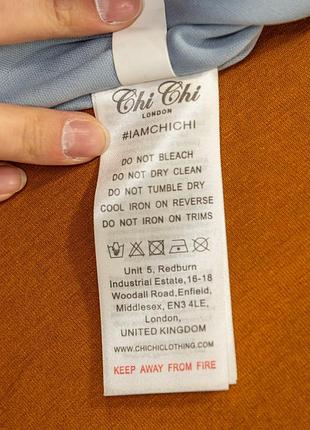 Chi Chi
LONDON
#IAMCHICHI
DO NOT BLEACH
DO NOT DRY CLEAN
DO NOT TUMBLE DRY
COOL IRON ON REVERSE
DO NOT IRON ON TRIMS
Unit 5, Redburn
Industrial Estate,16-18
Woodall Road,Enfield,
Middlesex, EN3 4LE,
London,
UNITED KINGDOM
WWW.CHICHICLOTHING.COM
KEEP AWAY FROM FIRE